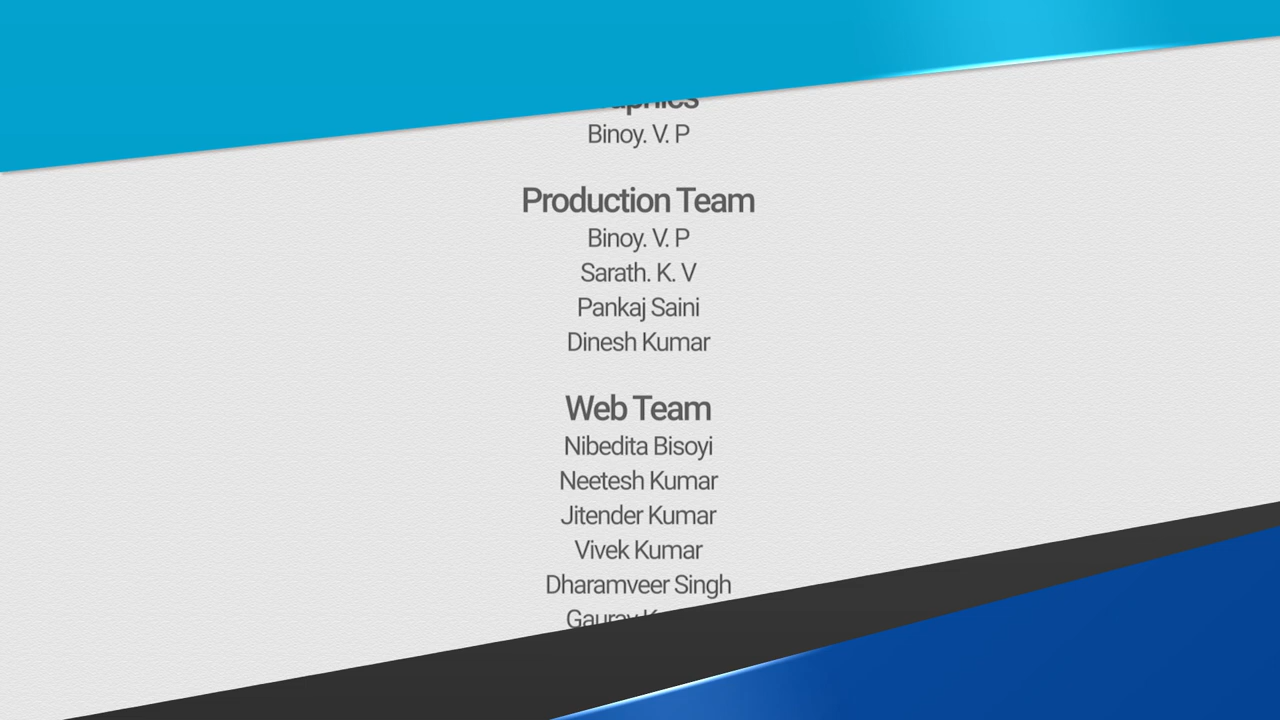 Binoy. V. P
Production Team
Binoy. V. P
Sarath. K. V
Pankaj Saini
Dinesh Kumar
Web Team
Nibedita Bisoyi
Neetesh Kumar
Jitender Kumar
Vivek Kumar
Dharamveer Singh
Gaurav